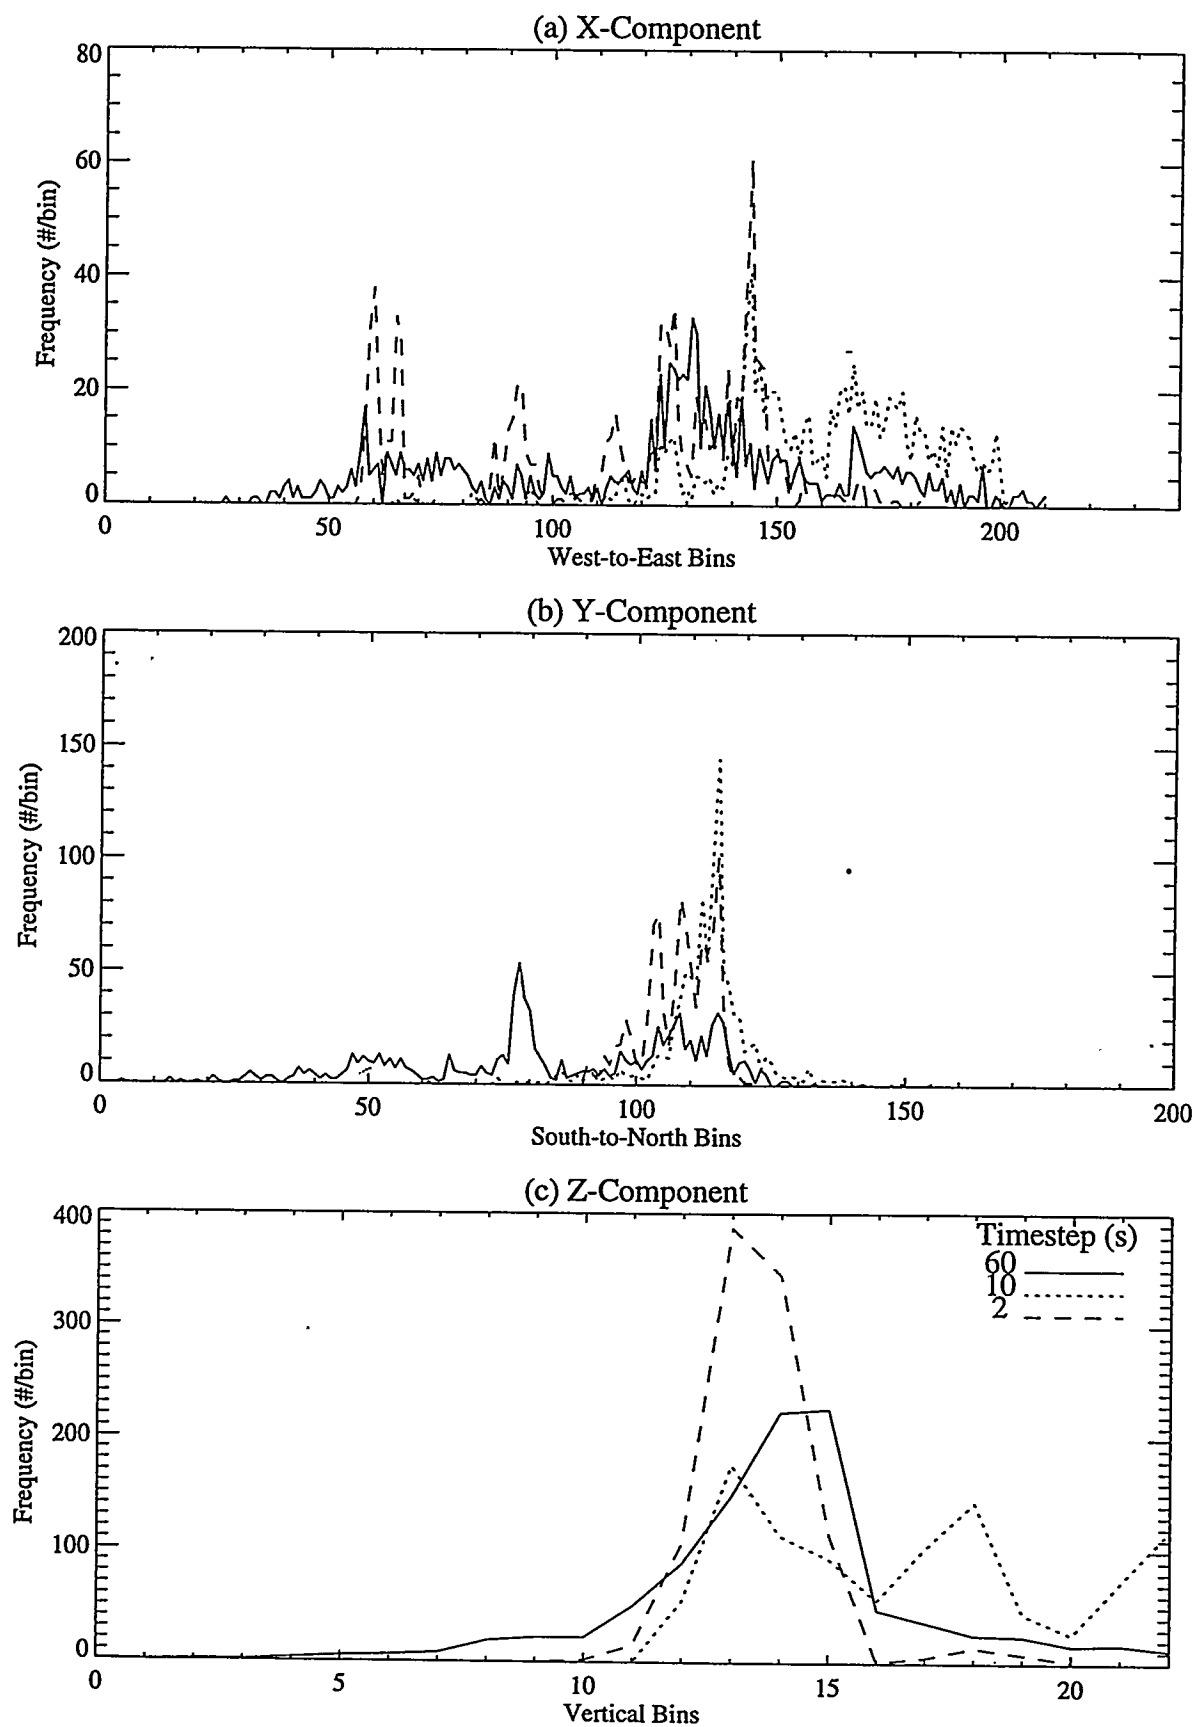 (a) X-Component
80
60
40
20
0
Frequency (#/bin)
0 50 100 150 200
West-to-East Bins
(b) Y-Component
200
150
100
50
0
Frequency (#/bin)
0 50 100 150 200
South-to-North Bins
(c) Z-Component
400
300
200
100
0
Frequency (#/bin)
Timestep (s)
60
10
2
0 5 10 15 20
Vertical Bins